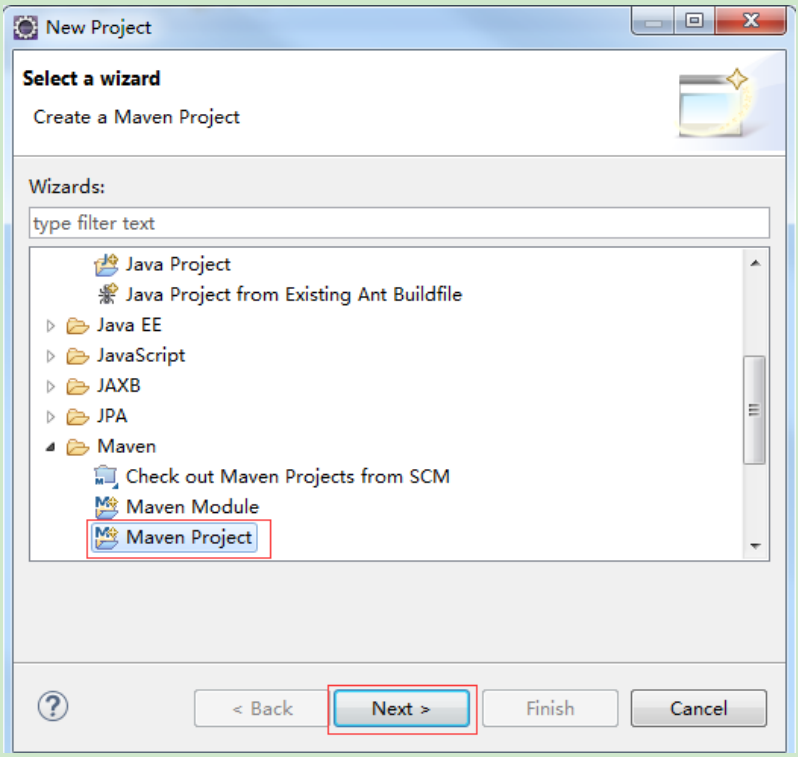 New Project
Select a wizard
Create a Maven Project
Wizards:
type filter text
Java Project
Java Project from Existing Ant Buildfile
Java EE
JavaScript
JAXB
JPA
Maven
Check out Maven Projects from SCM
Maven Module
Maven Project
< Back Next > Finish Cancel